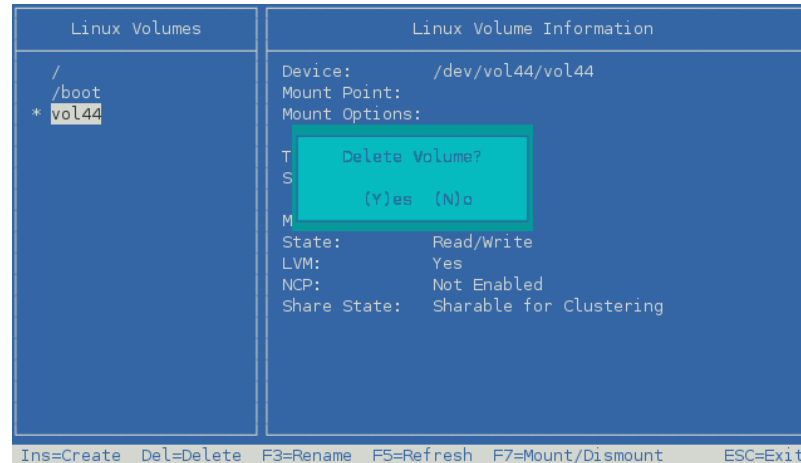 Linux Volumes
Linux Volume Information
/
/boot
* vol44
Device: /dev/vol44/vol44
Mount Point:
Mount Options:
T
S
M
Delete Volume?
(Y)es (N)o
State: Read/Write
LVM: Yes
NCP: Not Enabled
Share State: Sharable for Clustering
Ins=Create Del=Delete F3=Rename F5=Refresh F7=Mount/Dismount ESC=Exit